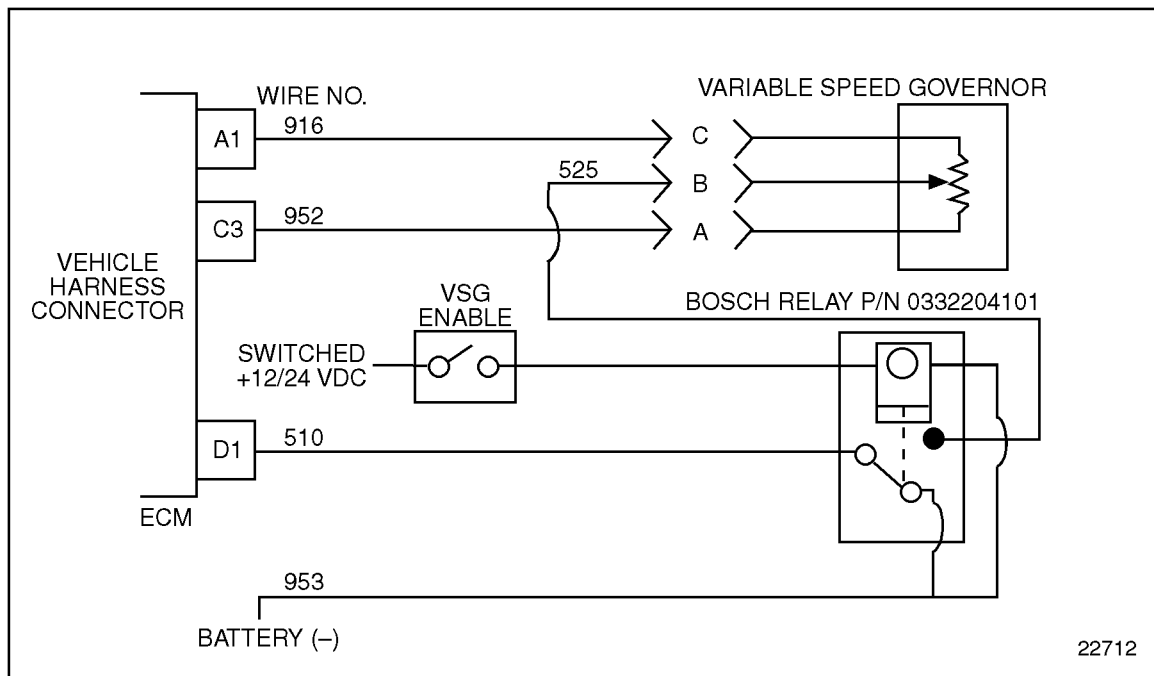 VARIABLE SPEED GOVERNOR
WIRE NO.
A1
916
C
525
B
C3
952
A
VEHICLE
HARNESS
CONNECTOR
VSG
ENABLE
BOSCH RELAY P/N 0332204101
SWITCHED
+12/24 VDC
D1
510
ECM
953
BATTERY (–)
22712